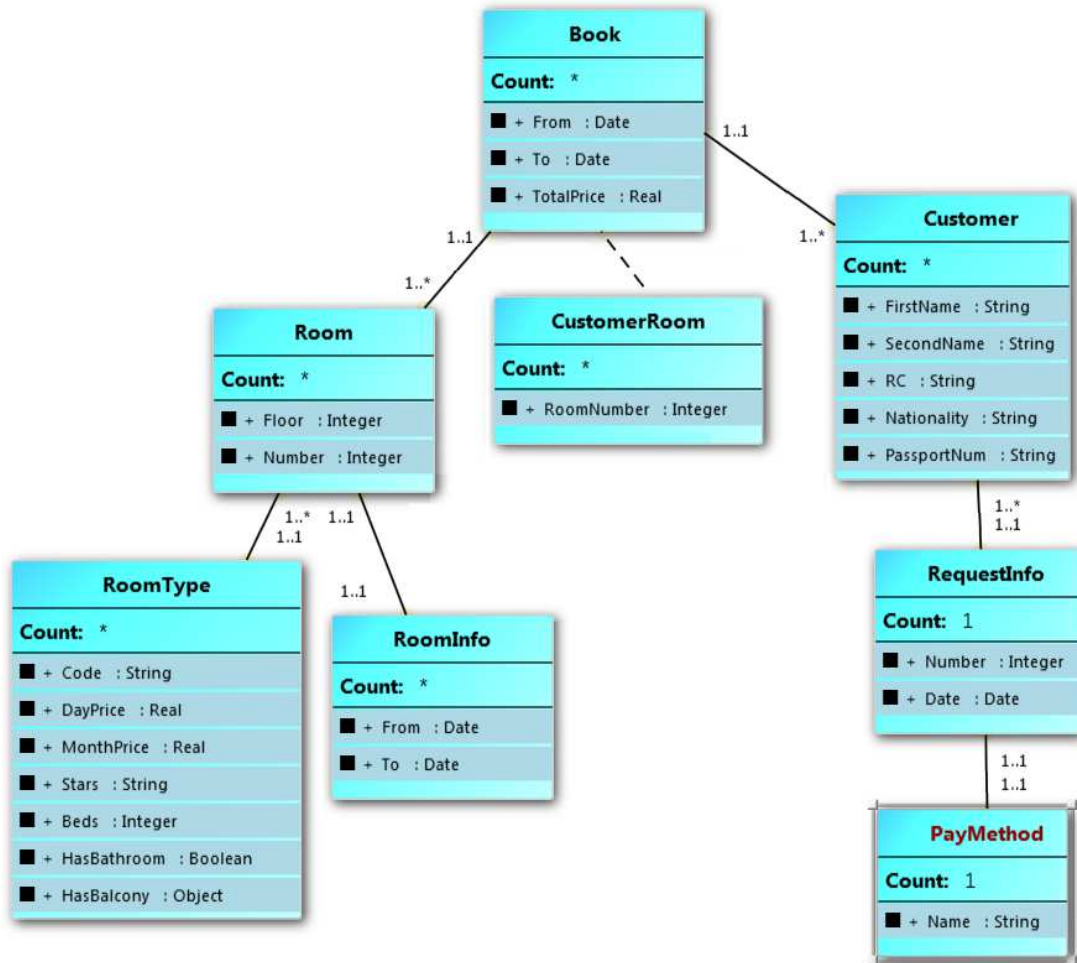 Book
Count: *
+ From : Date
+ To : Date
+ TotalPrice : Real
1..1
1..*
1..1
1..*
Customer
Count: *
+ FirstName : String
+ SecondName : String
+ RC : String
+ Nationality : String
+ PassportNum : String
Room
Count: *
+ Floor : Integer
+ Number : Integer
CustomerRoom
Count: *
+ RoomNumber : Integer
1..*
1..1
1..1
1..1
1..*
1..1
RoomType
Count: *
+ Code : String
+ DayPrice : Real
+ MonthPrice : Real
+ Stars : String
+ Beds : Integer
+ HasBathroom : Boolean
+ HasBalcony : Object
RoomInfo
Count: *
+ From : Date
+ To : Date
RequestInfo
Count: 1
+ Number : Integer
+ Date : Date
1..1
1..1
PayMethod
Count: 1
+ Name : String